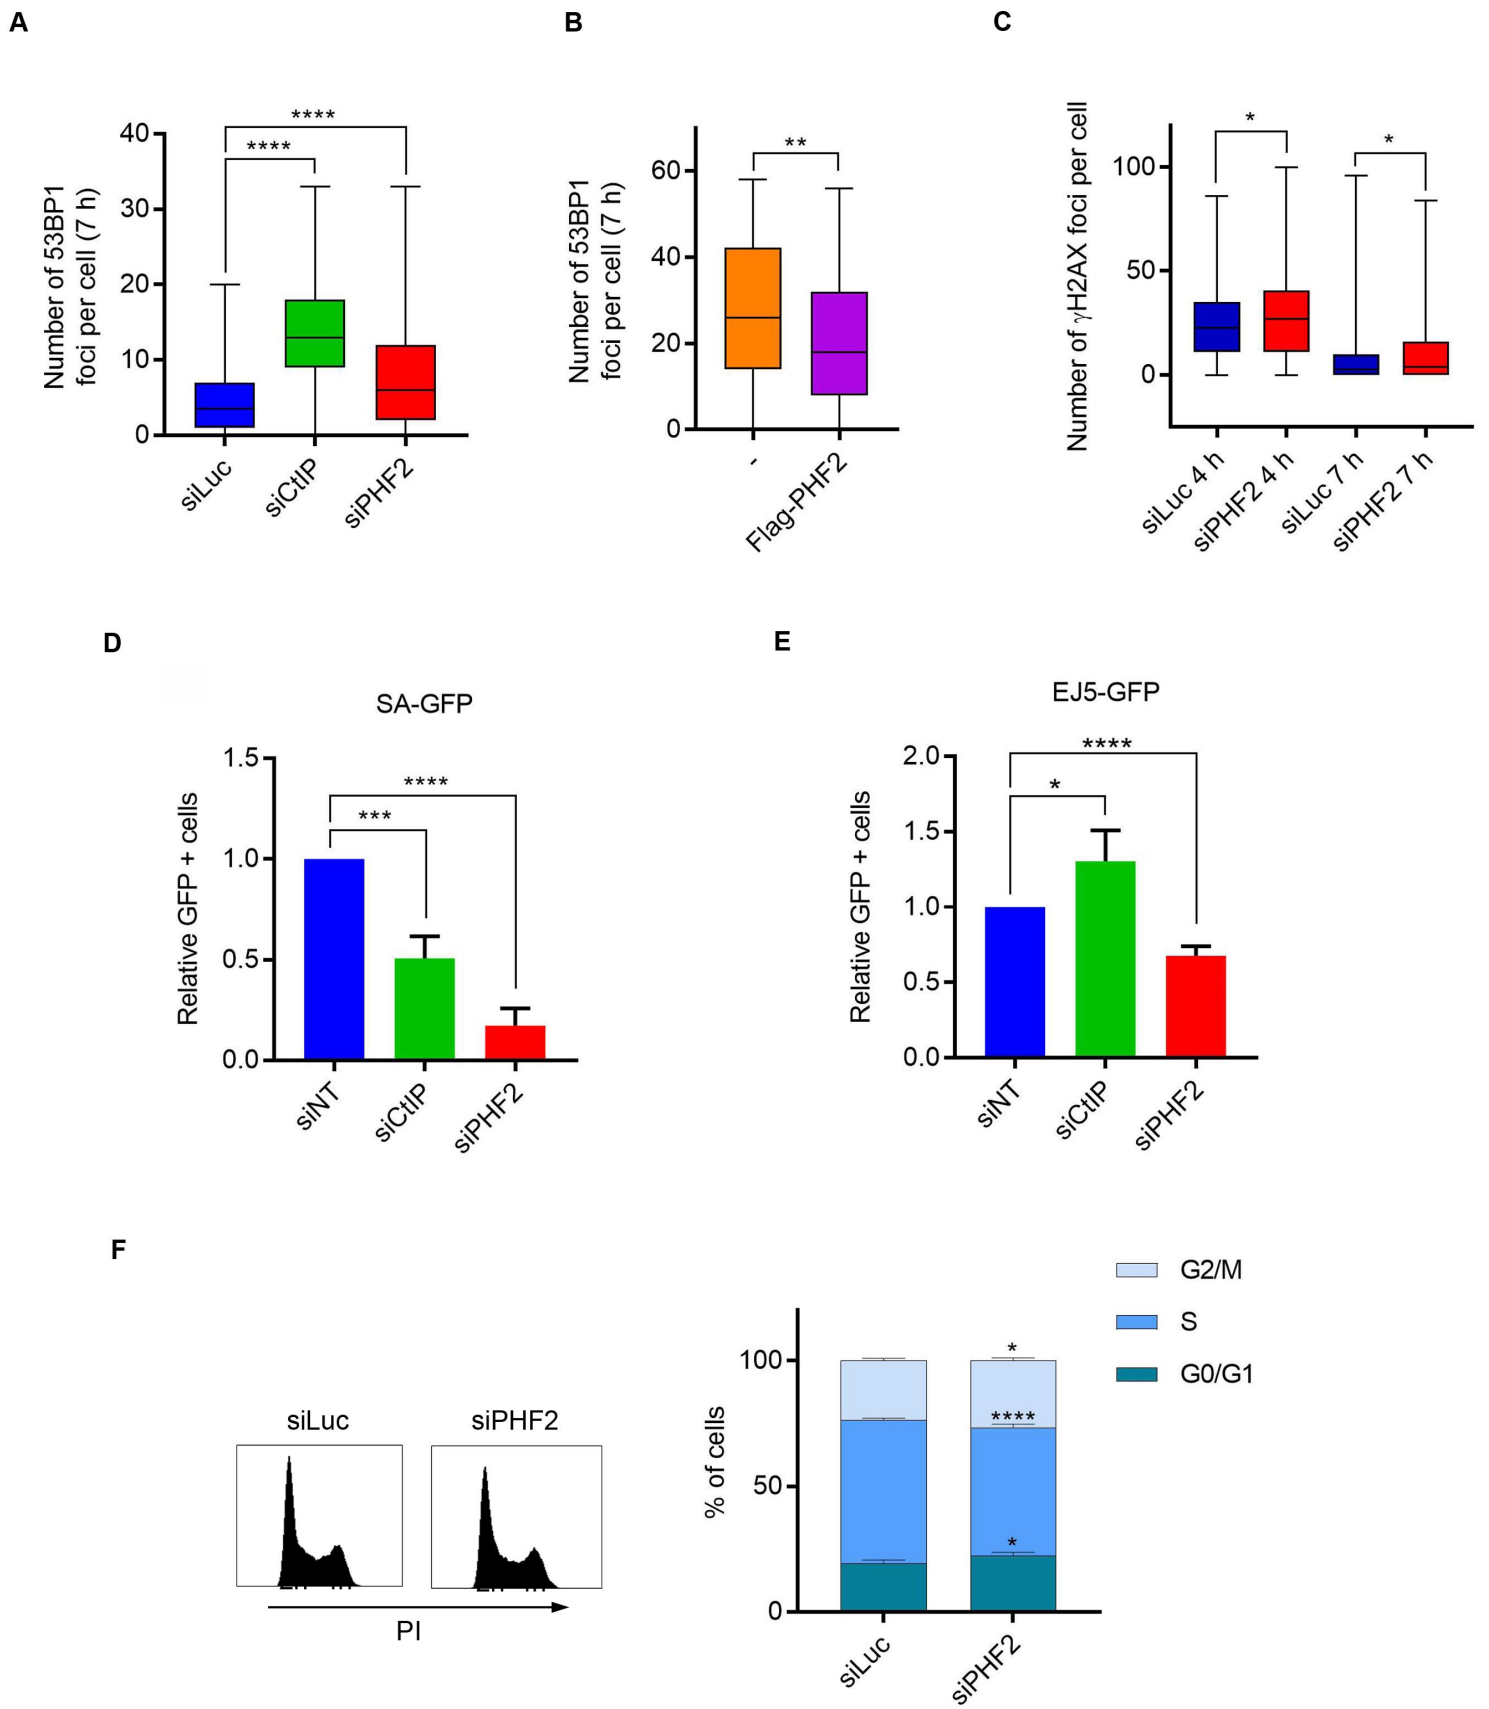 A
B
C
Number of 53BP1
foci per cell (7 h)
40
30
20
10
0
****
****
siLuc
siCtIP
siPHF2
Number of 53BP1
foci per cell (7 h)
60
40
20
0
**
-
Flag-PHF2
Number of γH2AX foci per cell
100
50
0
*
*
siLuc 4 h
siPHF2 4 h
siLuc 7 h
siPHF2 7 h
D
SA-GFP
Relative GFP + cells
1.5
1.0
0.5
0.0
****
***
siNT
siCtIP
siPHF2
E
EJ5-GFP
Relative GFP + cells
2.0
1.5
1.0
0.5
0.0
****
*
siNT
siCtIP
siPHF2
F
siLuc
siPHF2
PI
% of cells
100
50
0
*
****
*
siLuc
siPHF2
G2/M
S
G0/G1